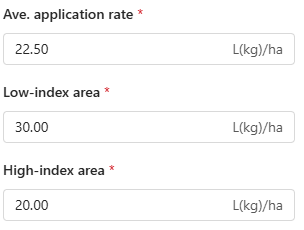 Ave. application rate *
22.50 L(kg)/ha
Low-index area *
30.00 L(kg)/ha
High-index area *
20.00 L(kg)/ha